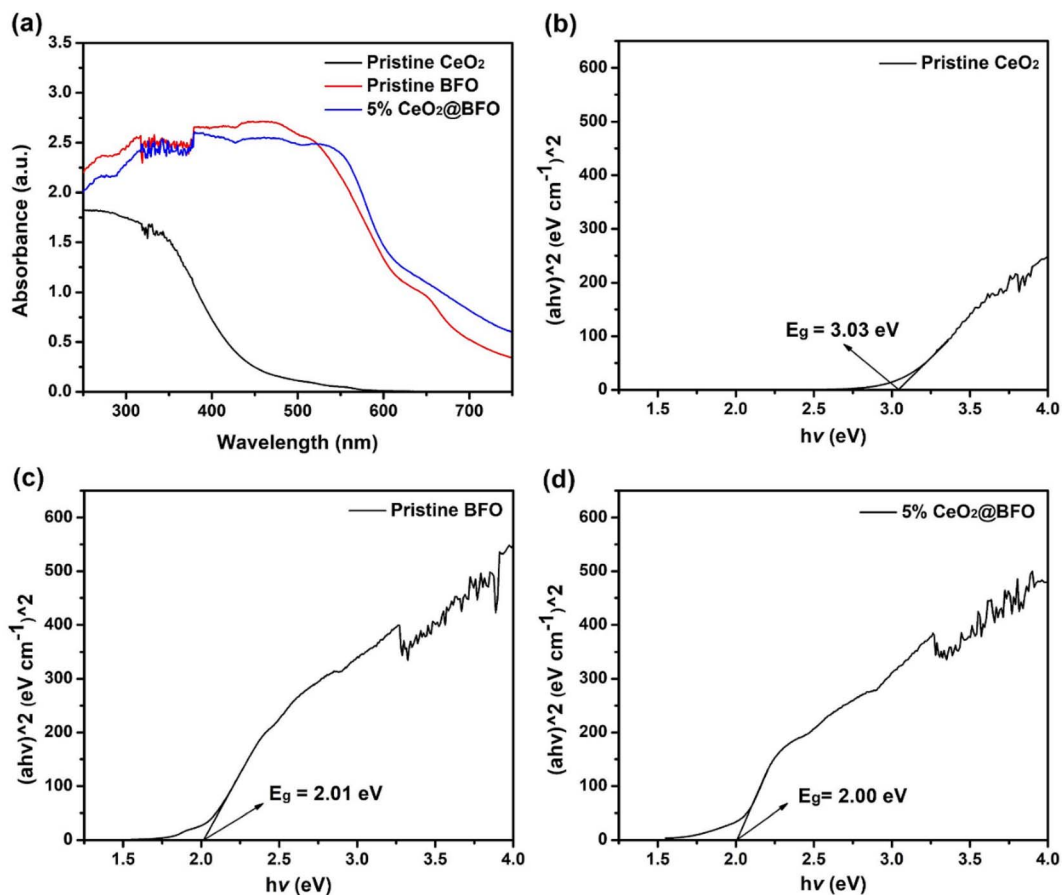 (a)
3.5
3.0
2.5
2.0
1.5
1.0
0.5
0.0
Absorbance (a.u.)
Pristine CeO₂
Pristine BFO
5% CeO₂@BFO
300 400 500 600 700
Wavelength (nm)
(b)
600
500
400
300
200
100
0
(ahv)^2 (eV cm⁻¹)^2
Pristine CeO₂
Eg = 3.03 eV
1.5 2.0 2.5 3.0 3.5 4.0
hv (eV)
(c)
600
500
400
300
200
100
0
(ahv)^2 (eV cm⁻¹)^2
Pristine BFO
Eg = 2.01 eV
1.5 2.0 2.5 3.0 3.5 4.0
hv (eV)
(d)
600
500
400
300
200
100
0
(ahv)^2 (eV cm⁻¹)^2
5% CeO₂@BFO
Eg= 2.00 eV
1.5 2.0 2.5 3.0 3.5 4.0
hv (eV)